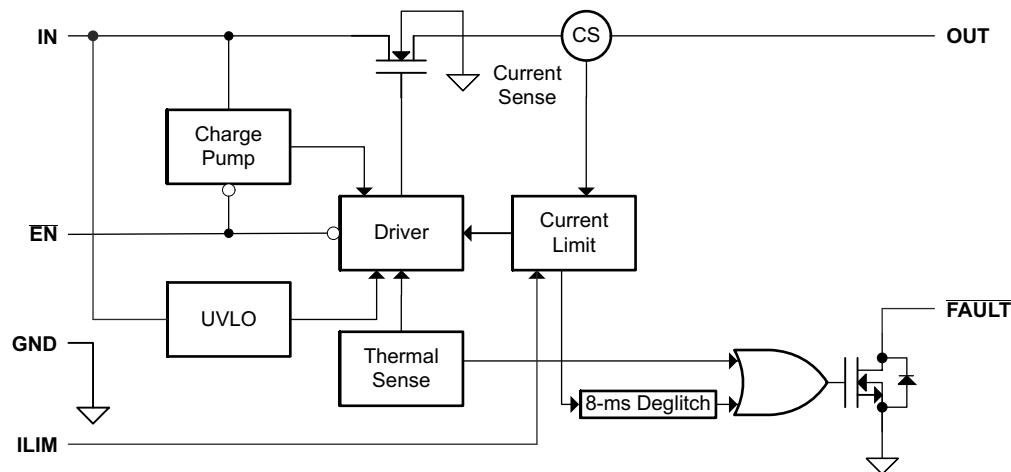 IN
CS
OUT
Current
Sense
Charge
Pump
EN
Driver
Current
Limit
UVLO
FAULT
GND
Thermal
Sense
8-ms Deglitch
ILIM